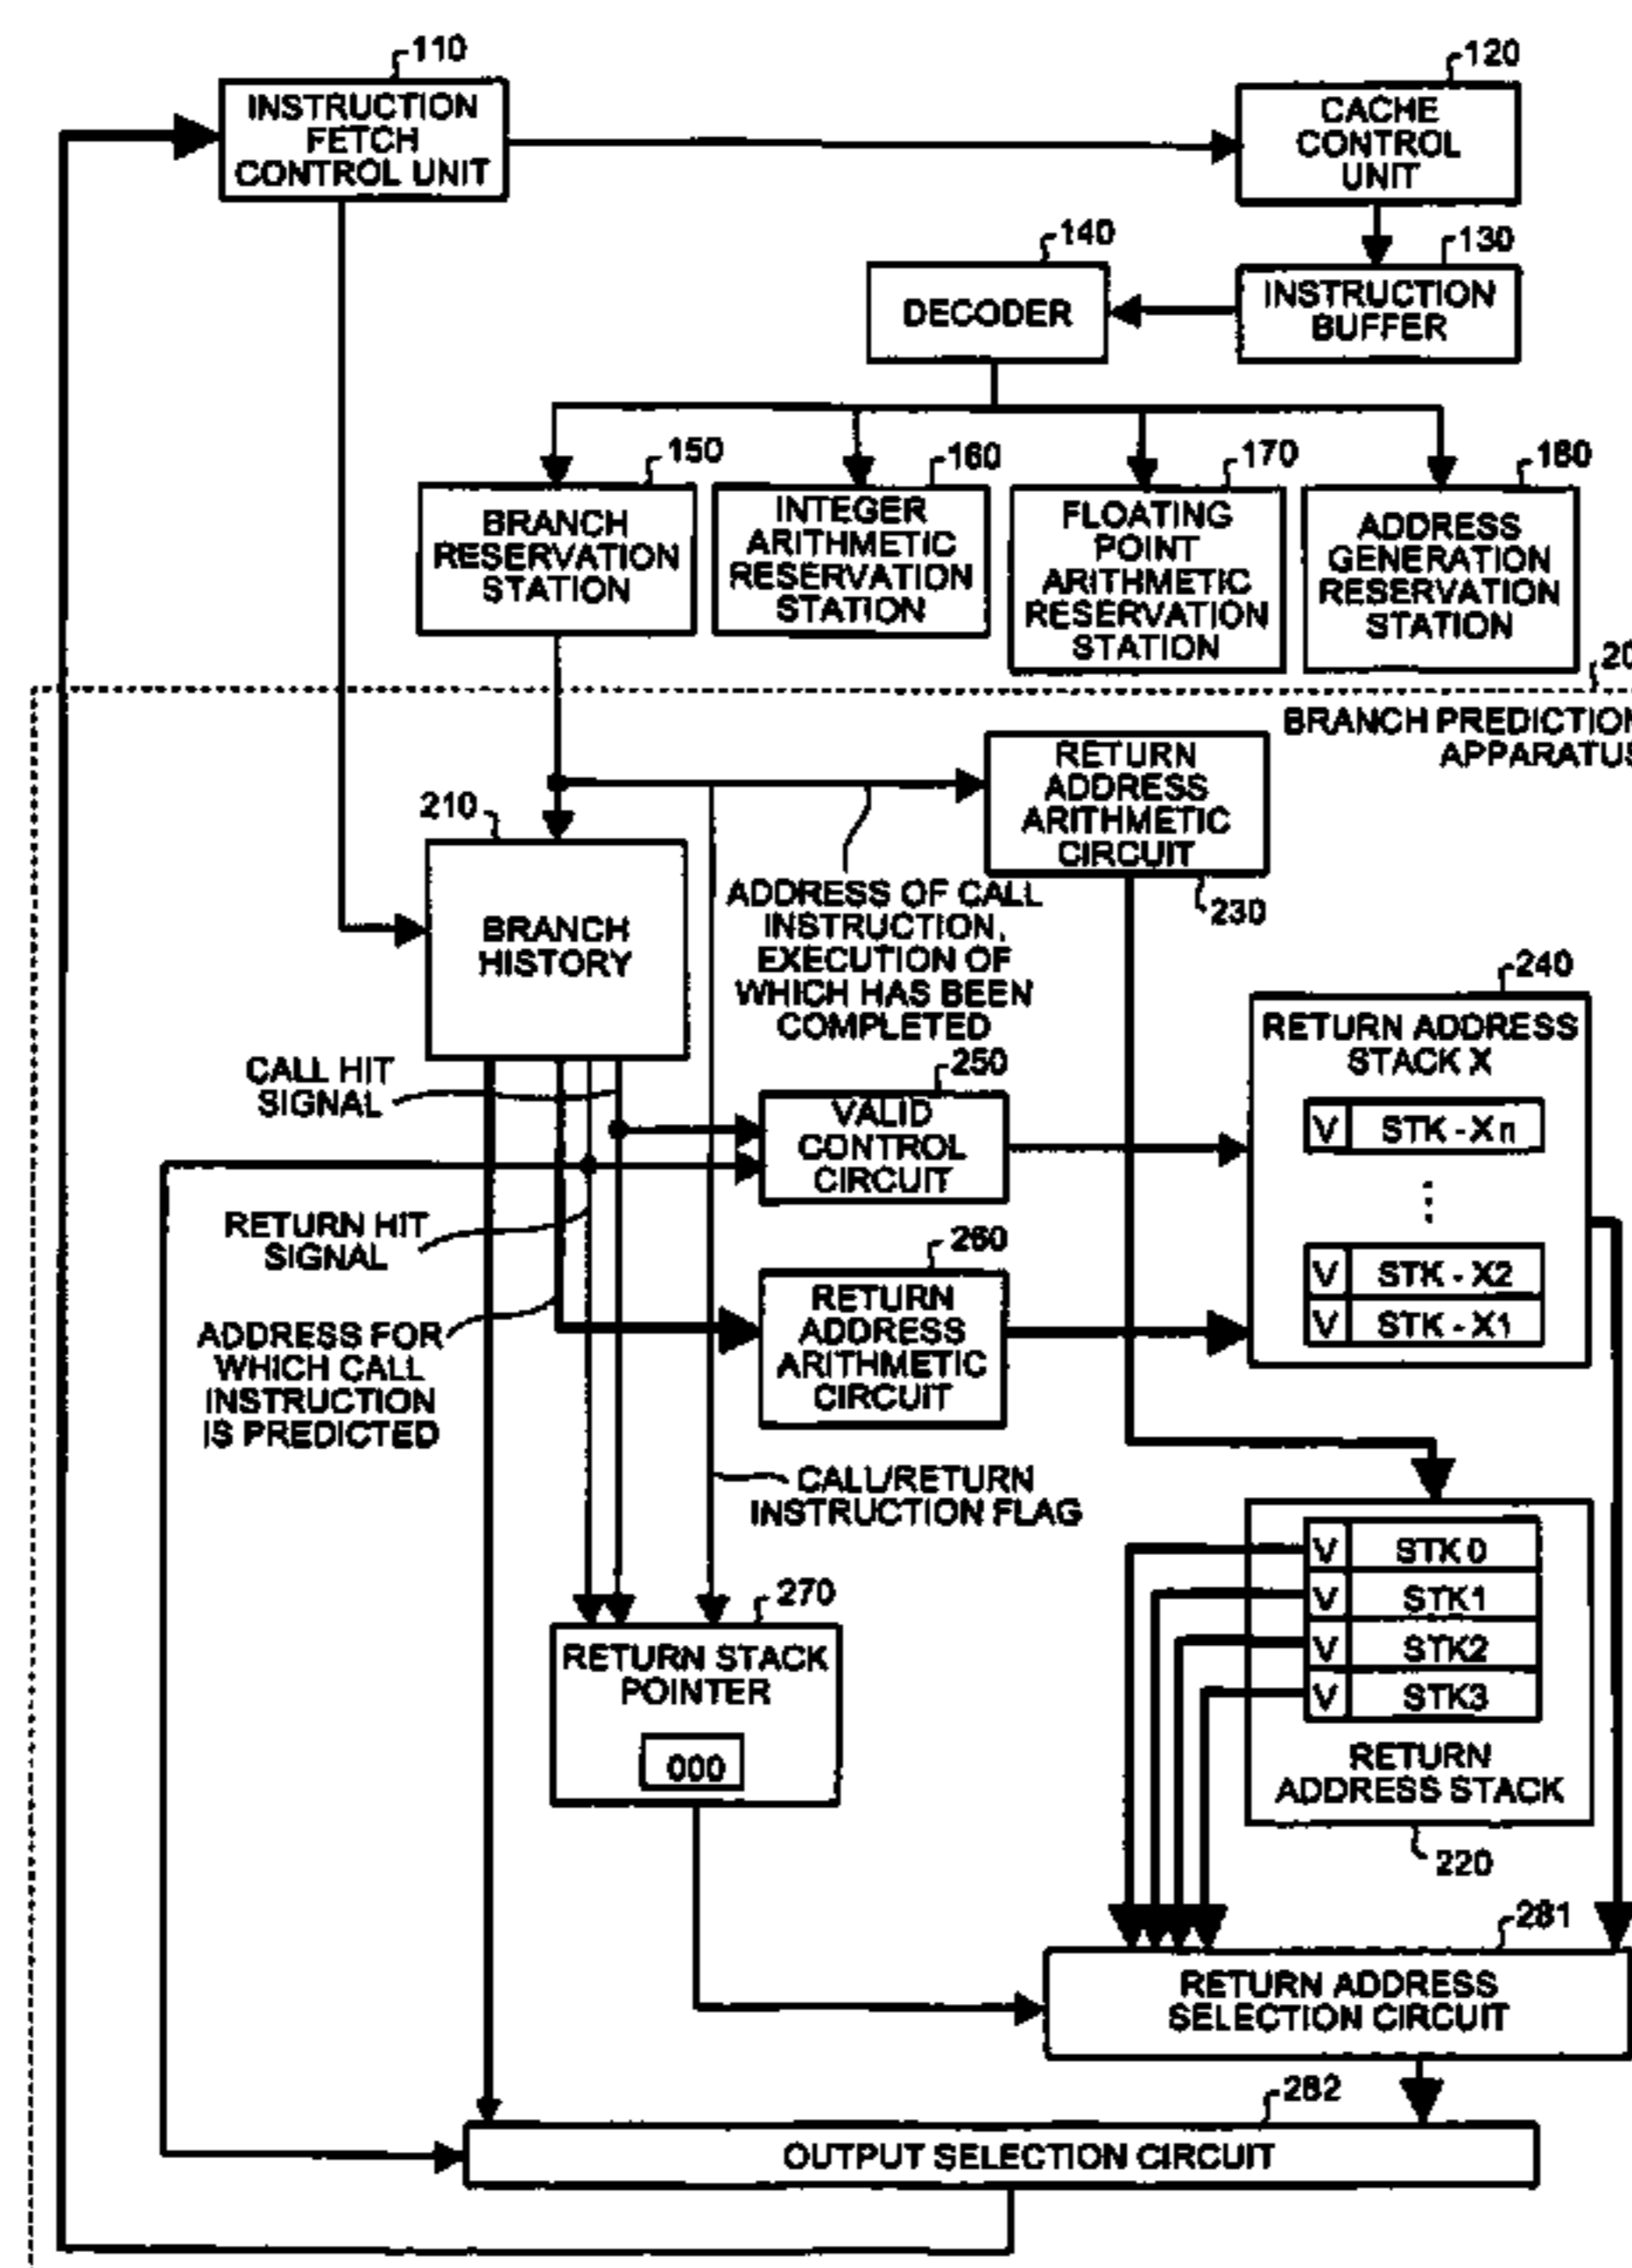 110
INSTRUCTION
FETCH
CONTROL UNIT
120
CACHE
CONTROL
UNIT
140
DECODER
130
INSTRUCTION
BUFFER
150
BRANCH
RESERVATION
STATION
160
INTEGER
ARITHMETIC
RESERVATION
STATION
170
FLOATING
POINT
ARITHMETIC
RESERVATION
STATION
180
ADDRESS
GENERATION
RESERVATION
STATION
20
BRANCH PREDICTION
APPARATUS
RETURN
ADDRESS
ARITHMETIC
CIRCUIT
230
210
BRANCH
HISTORY
ADDRESS OF CALL
INSTRUCTION,
EXECUTION OF
WHICH HAS BEEN
COMPLETED
240
RETURN ADDRESS
STACK X
V STK - Xn
V STK - X2
V STK - X1
CALL HIT
SIGNAL
250
VALID
CONTROL
CIRCUIT
RETURN HIT
SIGNAL
260
RETURN
ADDRESS
ARITHMETIC
CIRCUIT
ADDRESS FOR
WHICH CALL
INSTRUCTION
IS PREDICTED
CALL/RETURN
INSTRUCTION FLAG
V STK0
V STK1
V STK2
V STK3
RETURN
ADDRESS STACK
220
270
RETURN STACK
POINTER
000
281
RETURN ADDRESS
SELECTION CIRCUIT
282
OUTPUT SELECTION CIRCUIT